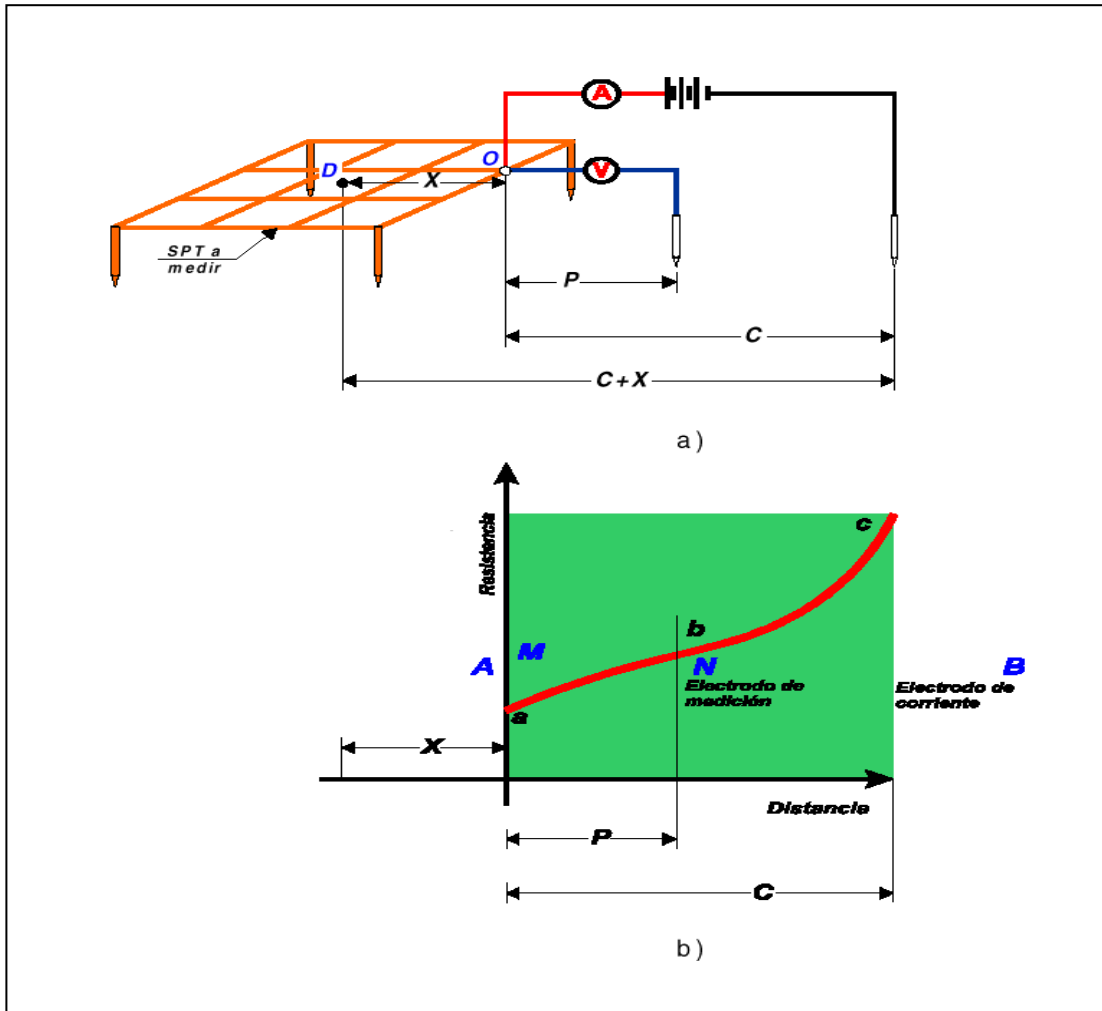 A
O
V
D
X
SPT a
medir
P
C
C + X
a )
Resistencia
c
b
M
A
N
B
Electrodo de
medición
Electrodo de
corriente
a
X
Distancia
P
C
b )